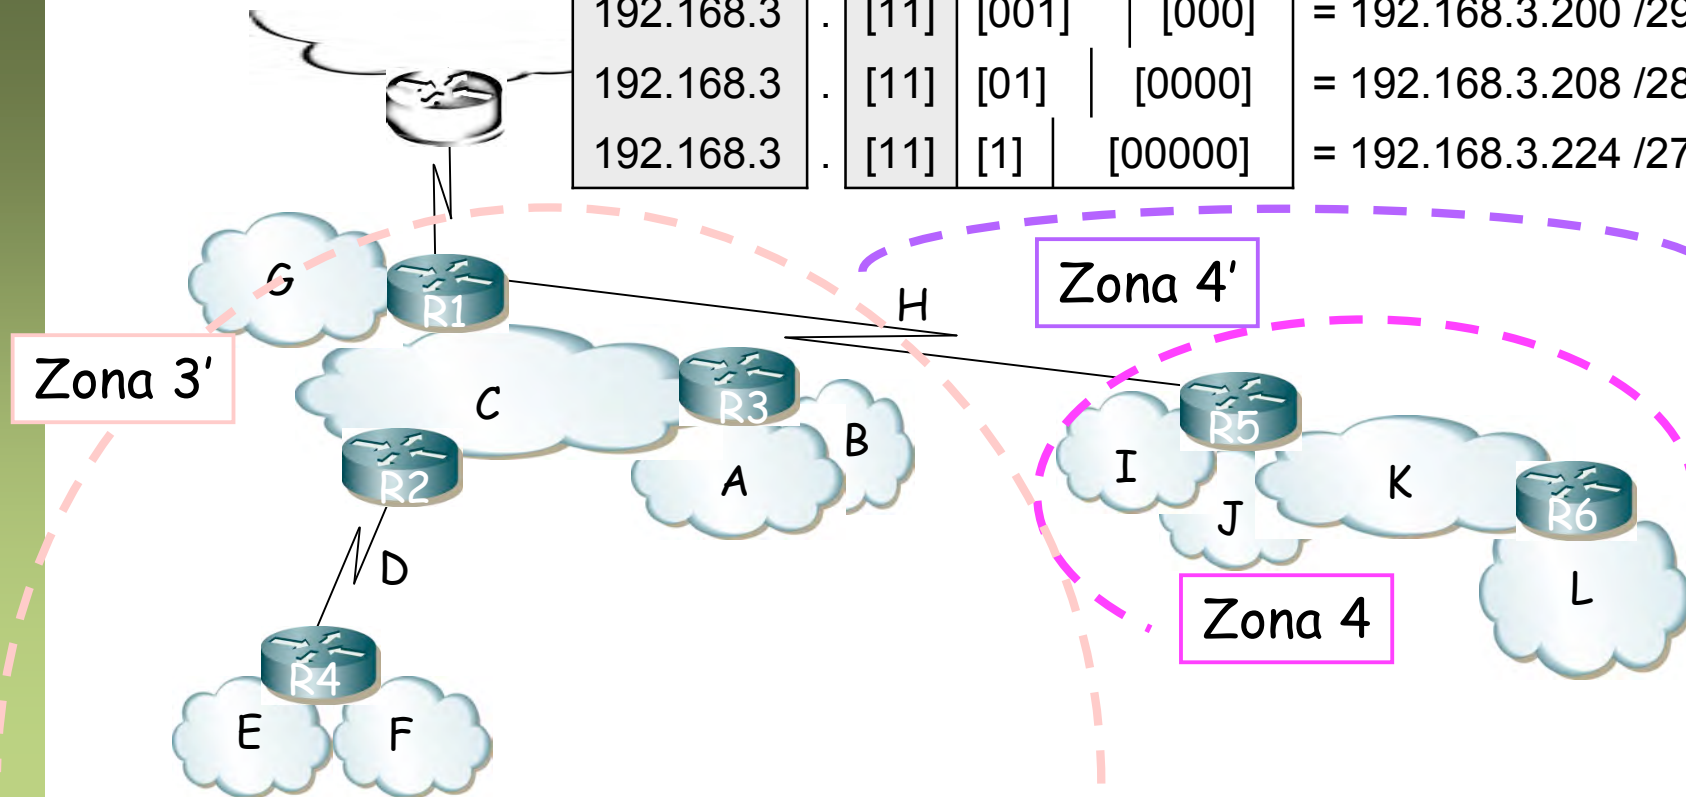 192.168.3 . [11] [001] [000] = 192.168.3.200 /29
192.168.3 . [11] [01] [0000] = 192.168.3.208 /28
192.168.3 . [11] [1] [00000] = 192.168.3.224 /27
Zona 4'
G
R1
H
Zona 3'
C
R3
B
R5
I
K
R2
A
J
R6
D
L
Zona 4
R4
E
F